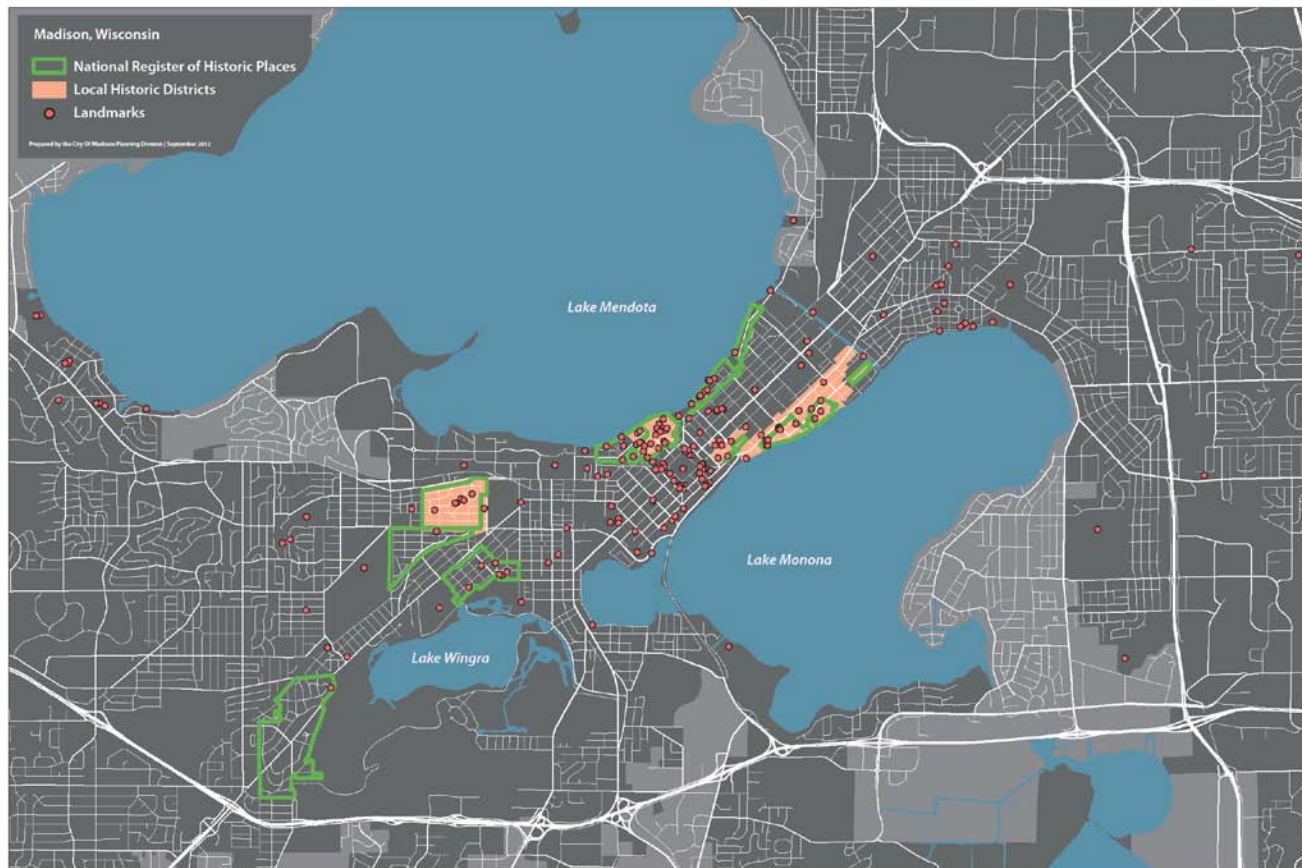 Madison, Wisconsin
National Register of Historic Places
Local Historic Districts
Landmarks
Prepared by the City Of Madison Planning Division | September 2012
Lake Mendota
Lake Monona
Lake Wingra